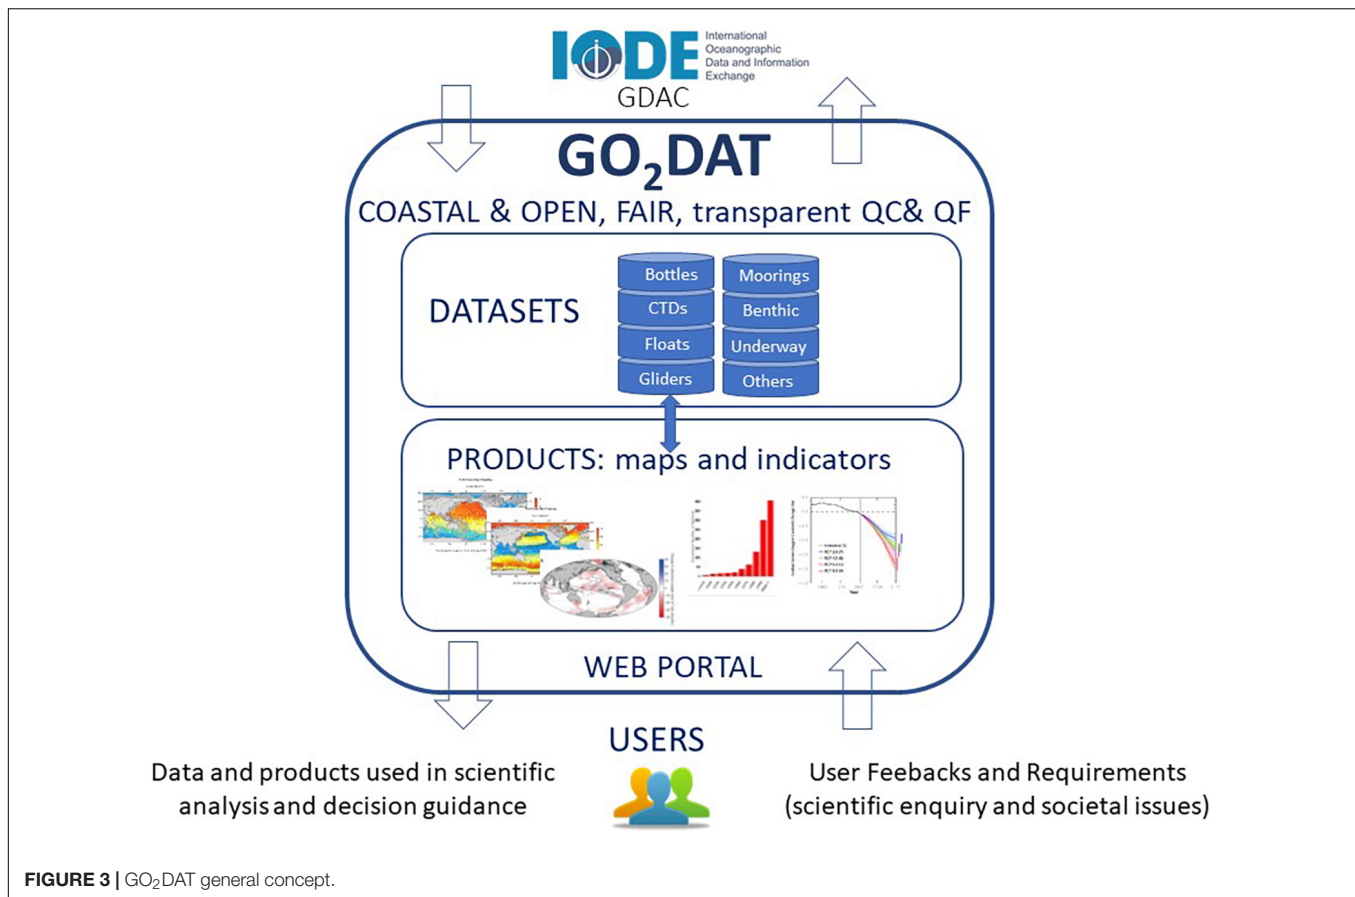 IODE
International
Oceanographic
Data and Information
Exchange
GDAC
GO₂DAT
COASTAL & OPEN, FAIR, transparent QC& QF
DATASETS
Bottles
CTDs
Floats
Gliders
Moorings
Benthic
Underway
Others
PRODUCTS: maps and indicators
WEB PORTAL
USERS
Data and products used in scientific
analysis and decision guidance
User Feebacks and Requirements
(scientific enquiry and societal issues)
FIGURE 3 | GO₂DAT general concept.